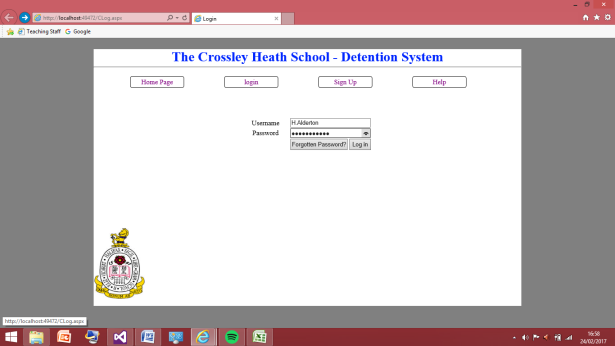 http://localhost:49472/CLog.aspx
Login
Teaching Staff G Google
The Crossley Heath School - Detention System
Home Page login Sign Up Help
Username H.Alderton
Password
Forgotten Password? Log in
http://localhost:49472/CLog.aspx
16:58
24/02/2017